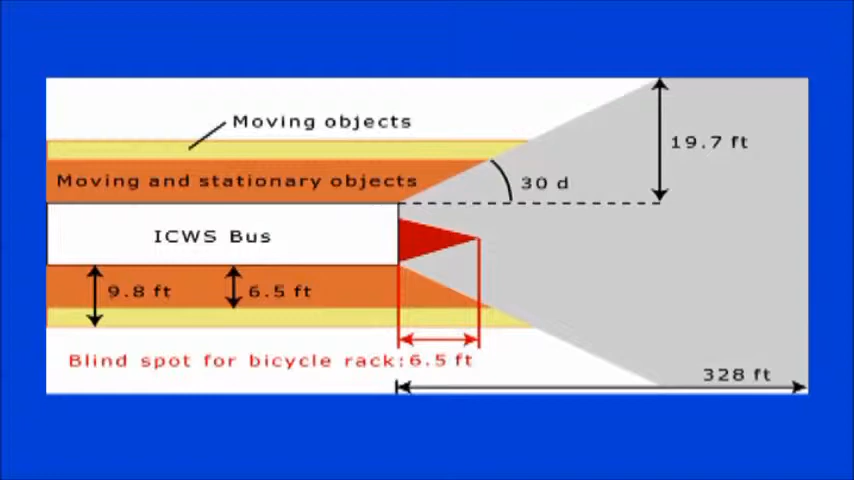 Moving objects
19.7 ft
Moving and stationary objects
30 d
ICWS Bus
9.8 ft
6.5 ft
Blind spot for bicycle rack:6.5 ft
328 ft